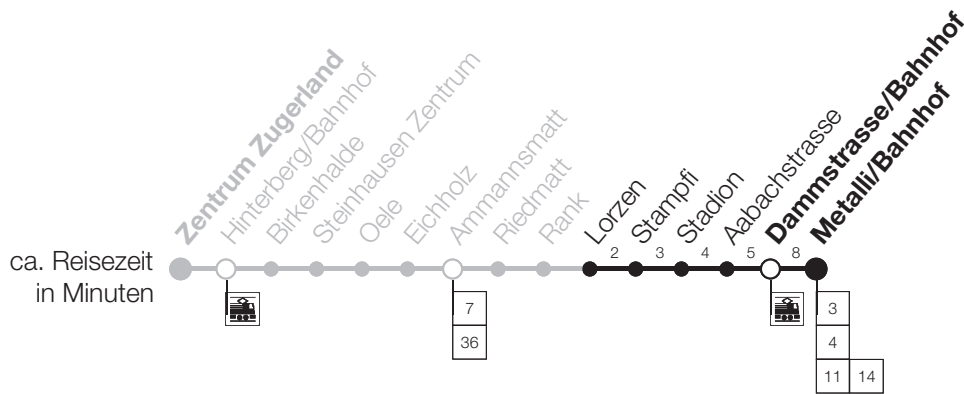 Zentrum Zugerland
Hinterberg/Bahnhof
Birkenhalde
Steinhausen Zentrum
Oele
Eichholz
Ammannsmatt
Riedmatt
Rank
Lorzen
Stampfi
Stadion
Aabachstrasse
Dammstrasse/Bahnhof
Metalli/Bahnhof
ca. Reisezeit
in Minuten
2 3 4 5 8
7
36
3
4
11 14